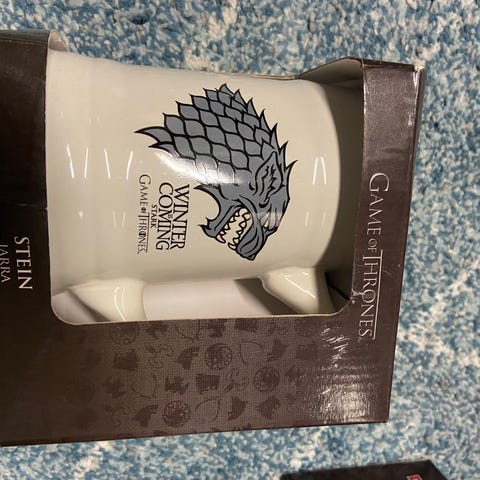 GAME OF THRONES
WINTER
IS
COMING
STARK
GAME OF THRONES
STEIN
JARRA